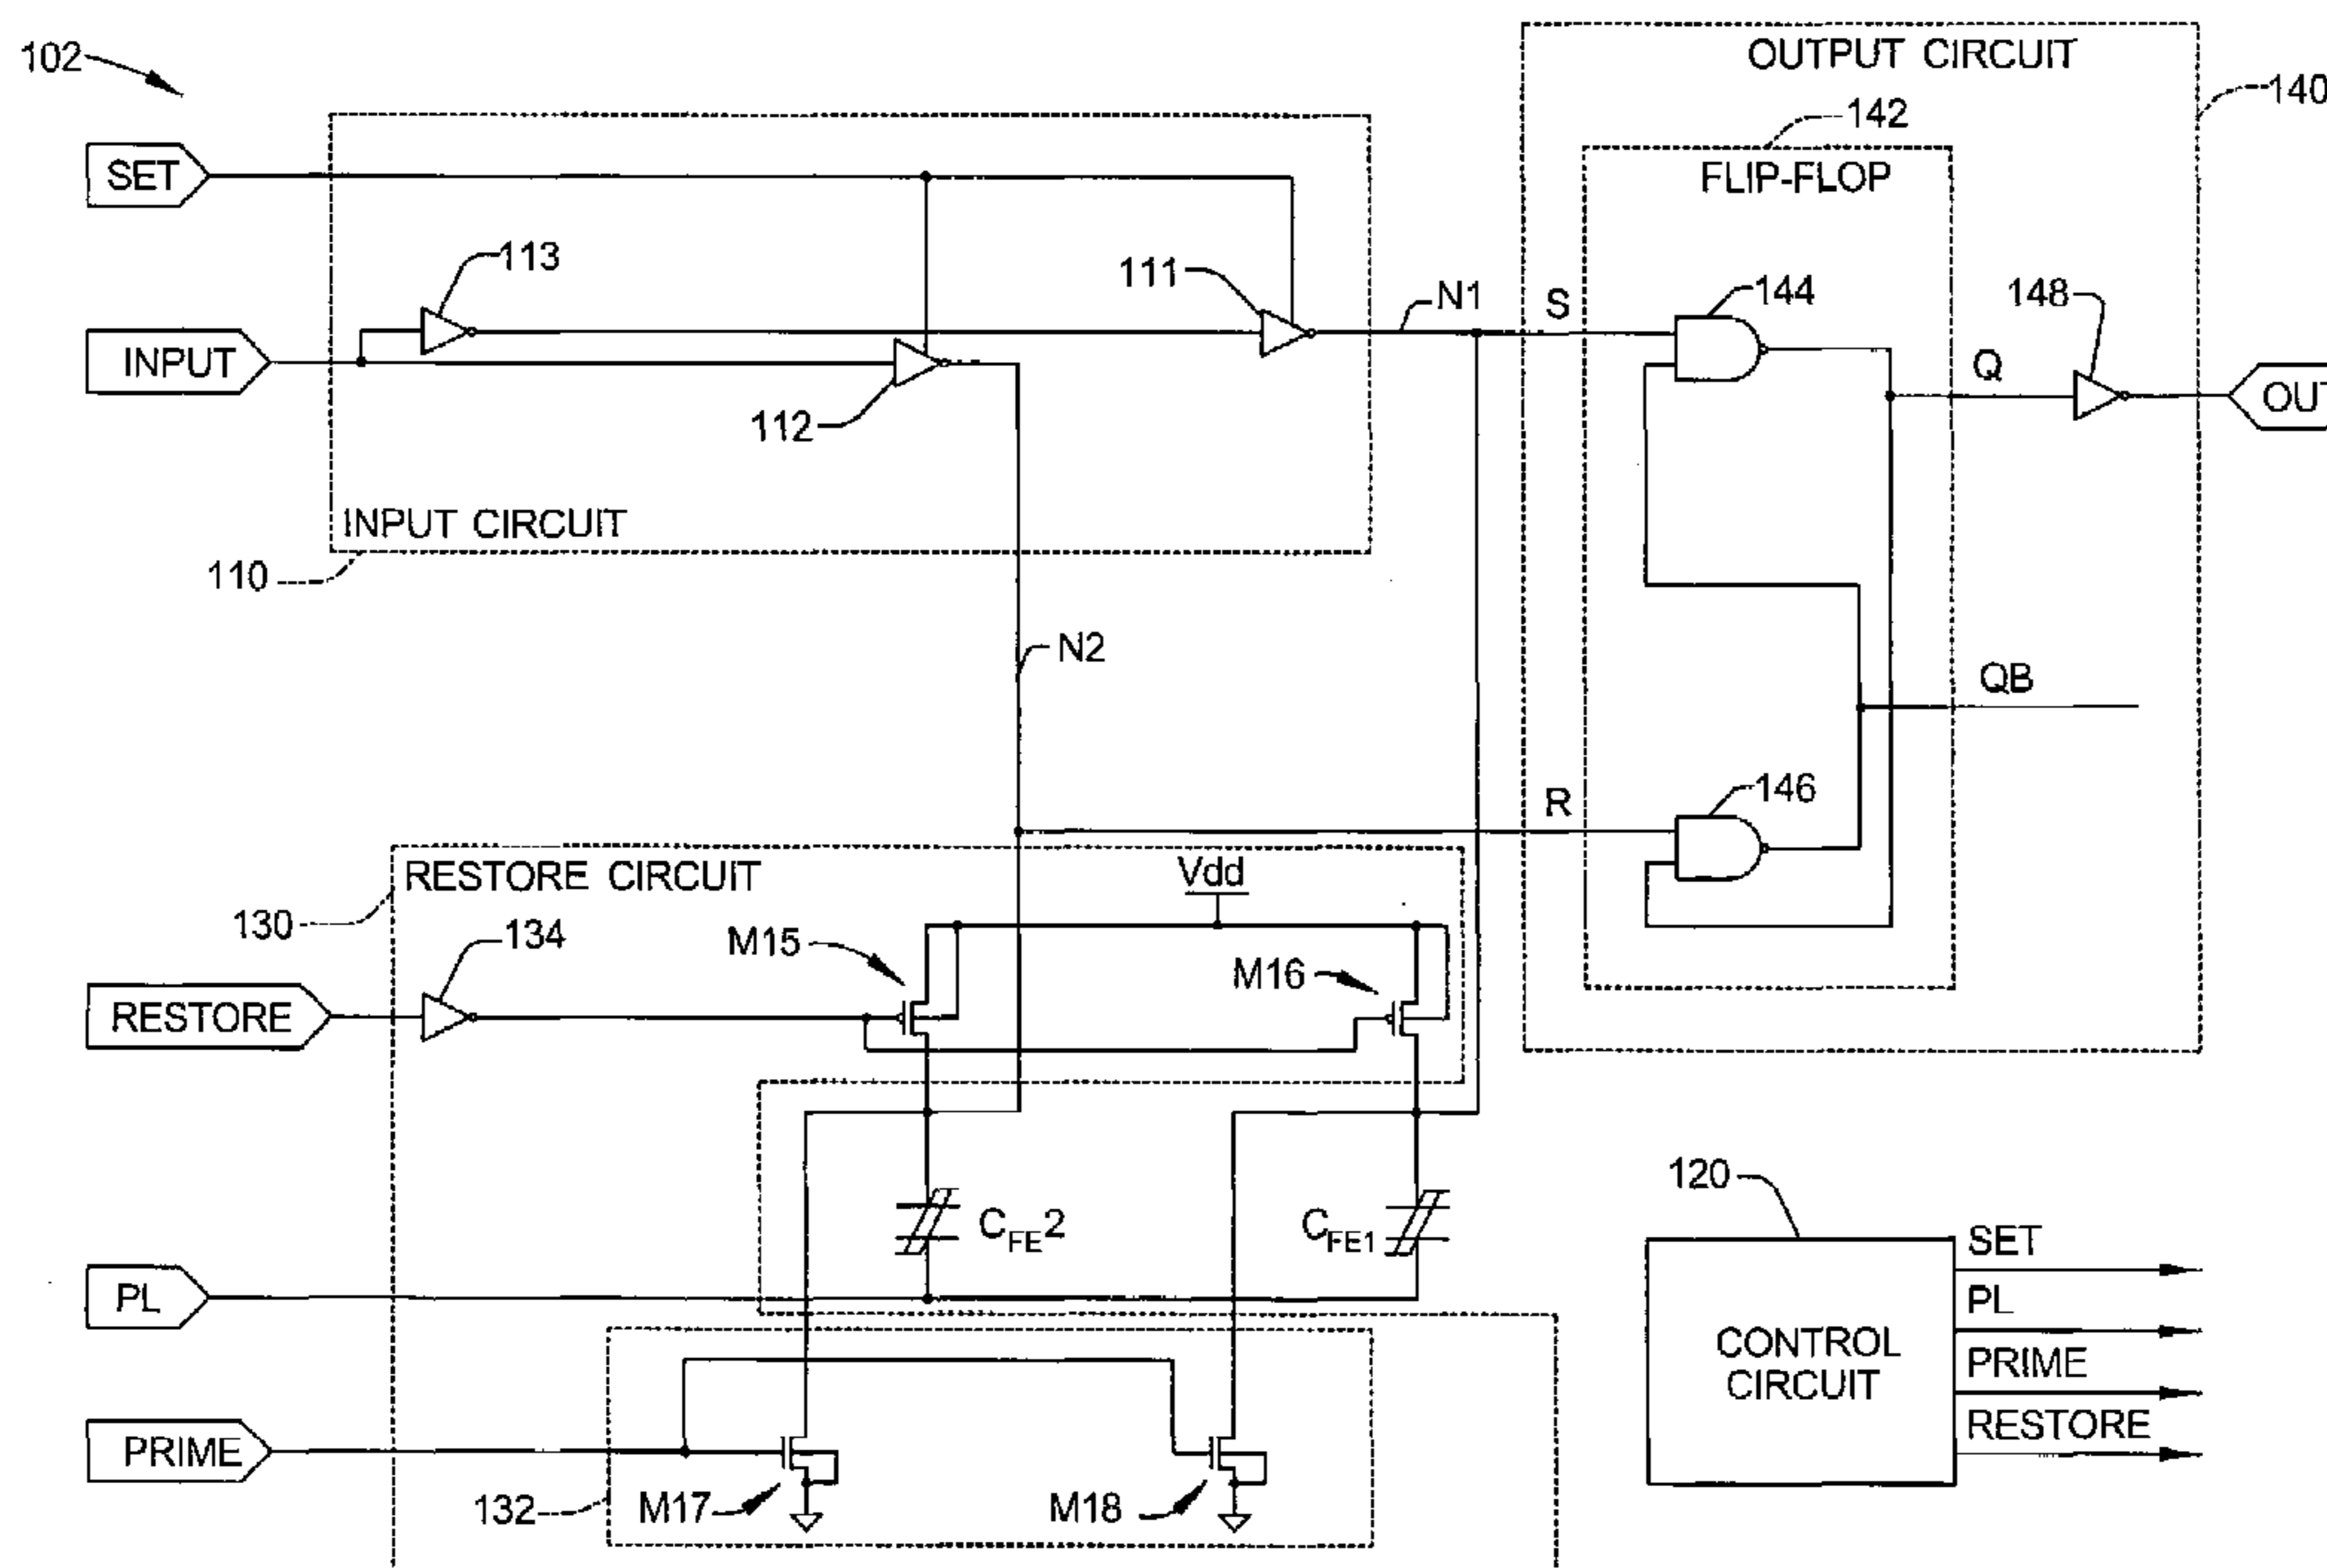 102
OUTPUT CIRCUIT
140
142
SET
FLIP-FLOP
113
111
N1
S
144
148
INPUT
Q
OUT
112
INPUT CIRCUIT
110
N2
QB
R
146
RESTORE CIRCUIT
Vdd
130
134
M15
M16
RESTORE
120
CFE2
CFE1
SET
PL
PL
CONTROL
CIRCUIT
PRIME
RESTORE
PRIME
132
M17
M18